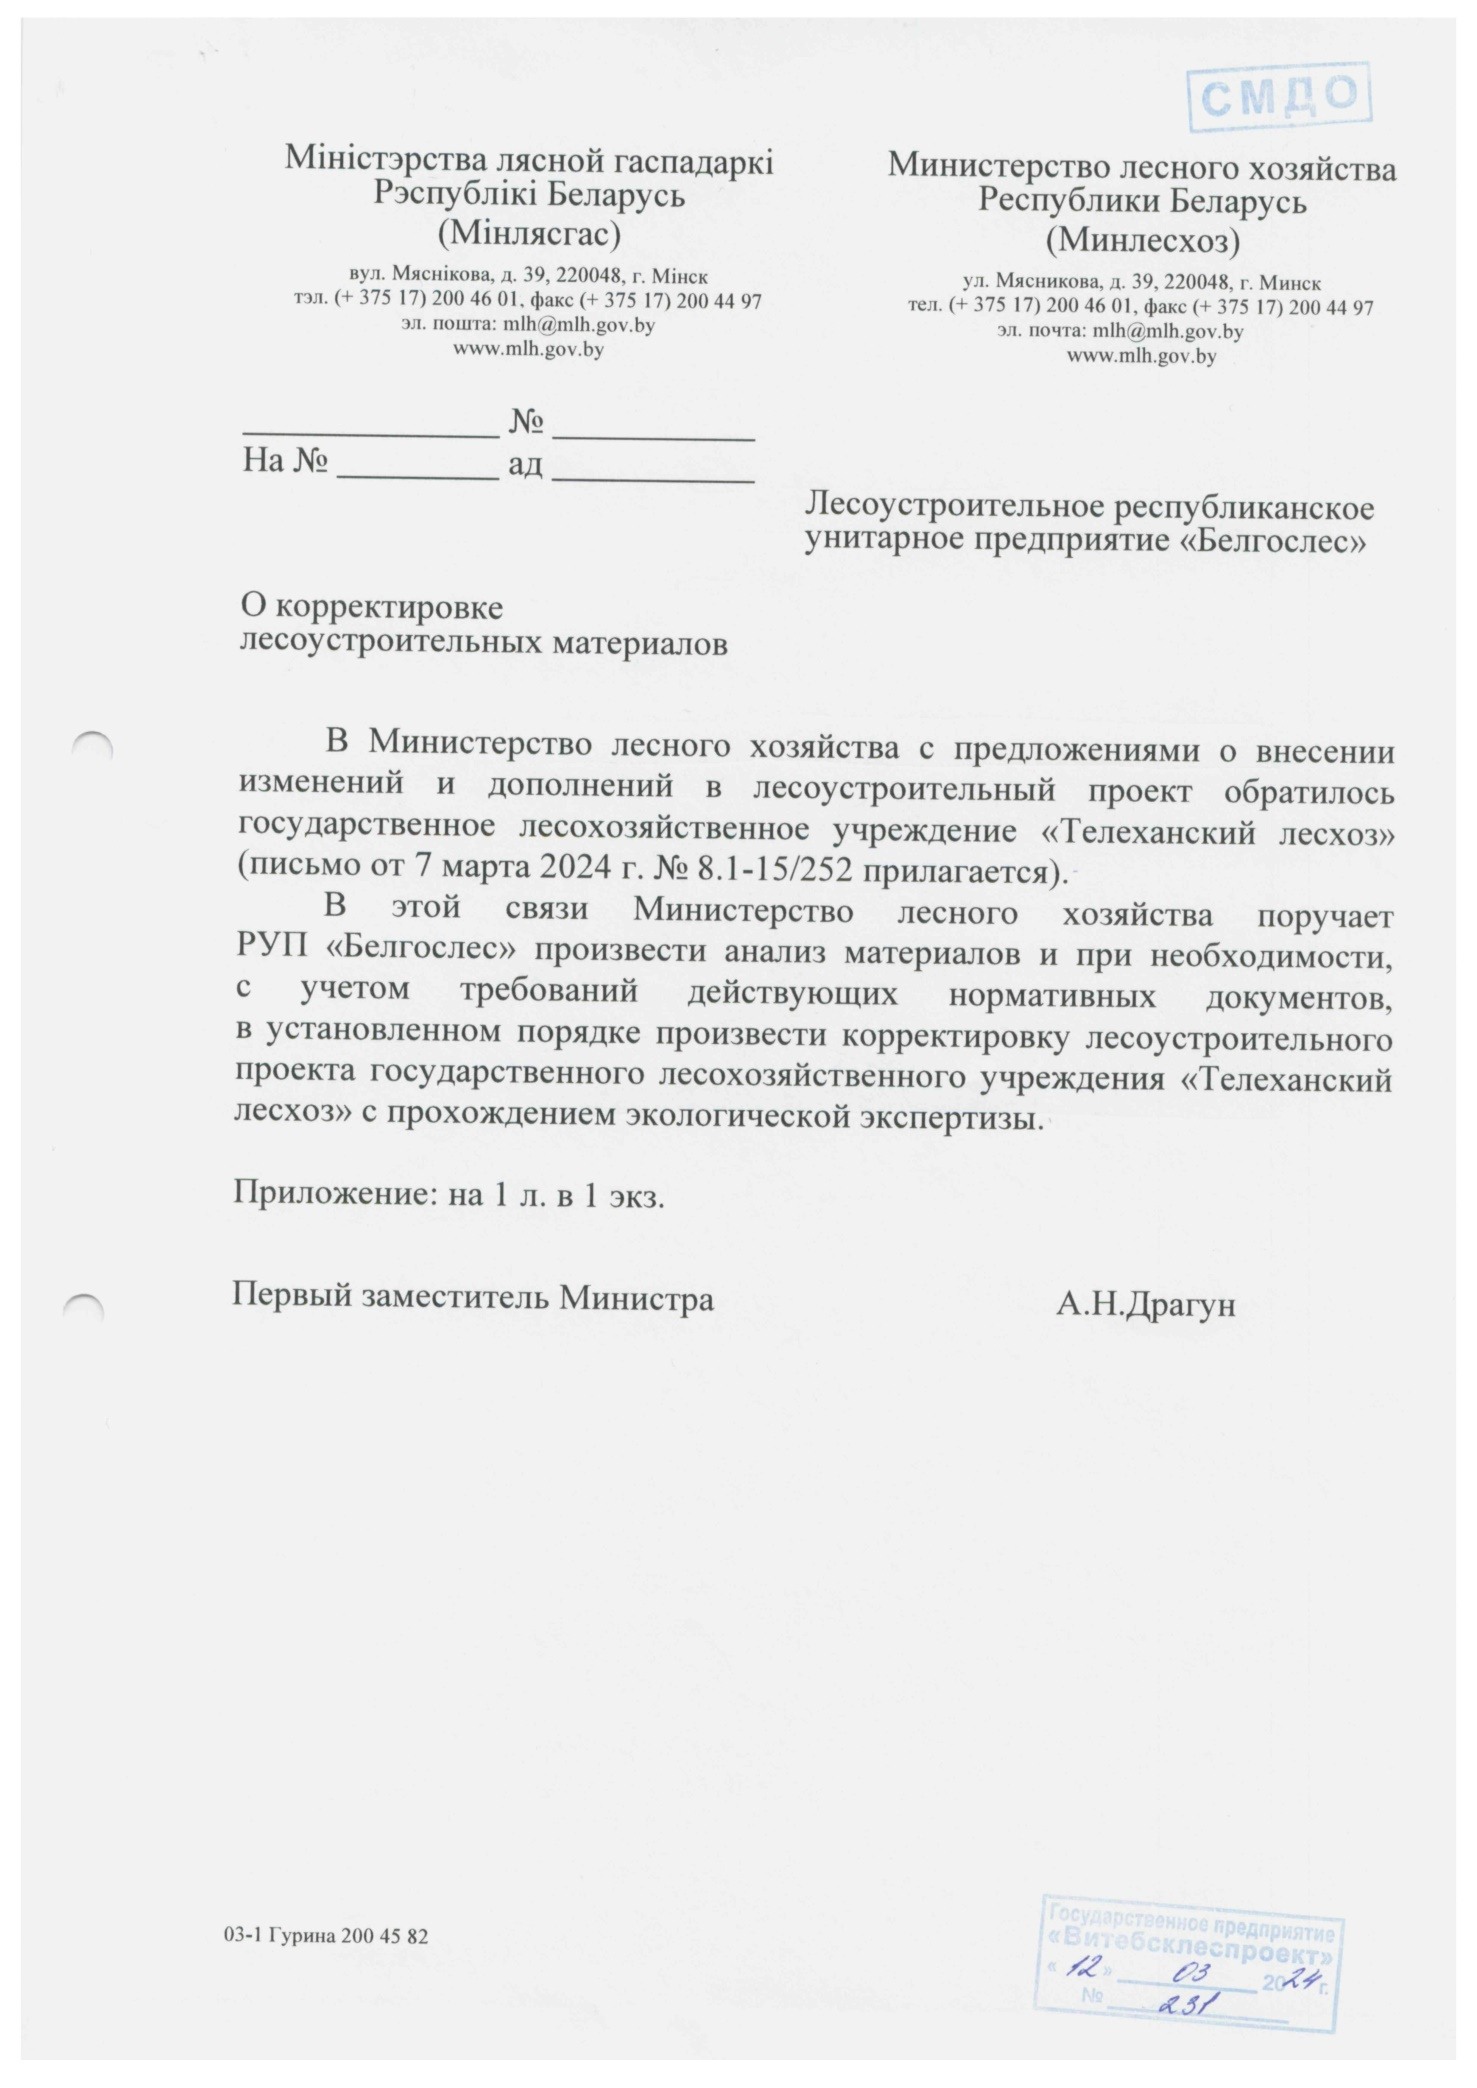 СМДО
Міністэрства лясной гаспадаркі
Рэспублікі Беларусь
(Мінлясгас)
вул. Мяснікова, д. 39, 220048, г. Мінск
тэл. (+ 375 17) 200 46 01, факс (+ 375 17) 200 44 97
эл. пошта: mlh@mlh.gov.by
www.mlh.gov.by
Министерство лесного хозяйства
Республики Беларусь
(Минлесхоз)
ул. Мясникова, д. 39, 220048, г. Минск
тел. (+ 375 17) 200 46 01, факс (+ 375 17) 200 44 97
эл. почта: mlh@mlh.gov.by
www.mlh.gov.by
______________ № ___________
На № _________ ад ___________
Лесоустроительное республиканское
унитарное предприятие «Белгослес»
О корректировке
лесоустроительных материалов
В Министерство лесного хозяйства с предложениями о внесении
изменений и дополнений в лесоустроительный проект обратилось
государственное лесохозяйственное учреждение «Телеханский лесхоз»
(письмо от 7 марта 2024 г. № 8.1-15/252 прилагается).
В этой связи Министерство лесного хозяйства поручает
РУП «Белгослес» произвести анализ материалов и при необходимости,
с учетом требований действующих нормативных документов,
в установленном порядке произвести корректировку лесоустроительного
проекта государственного лесохозяйственного учреждения «Телеханский
лесхоз» с прохождением экологической экспертизы.
Приложение: на 1 л. в 1 экз.
Первый заместитель Министра А.Н.Драгун
03-1 Гурина 200 45 82
Государственное предприятие
«Витебсклеспроект»
« 12 » 03 2024 г.
№ 231